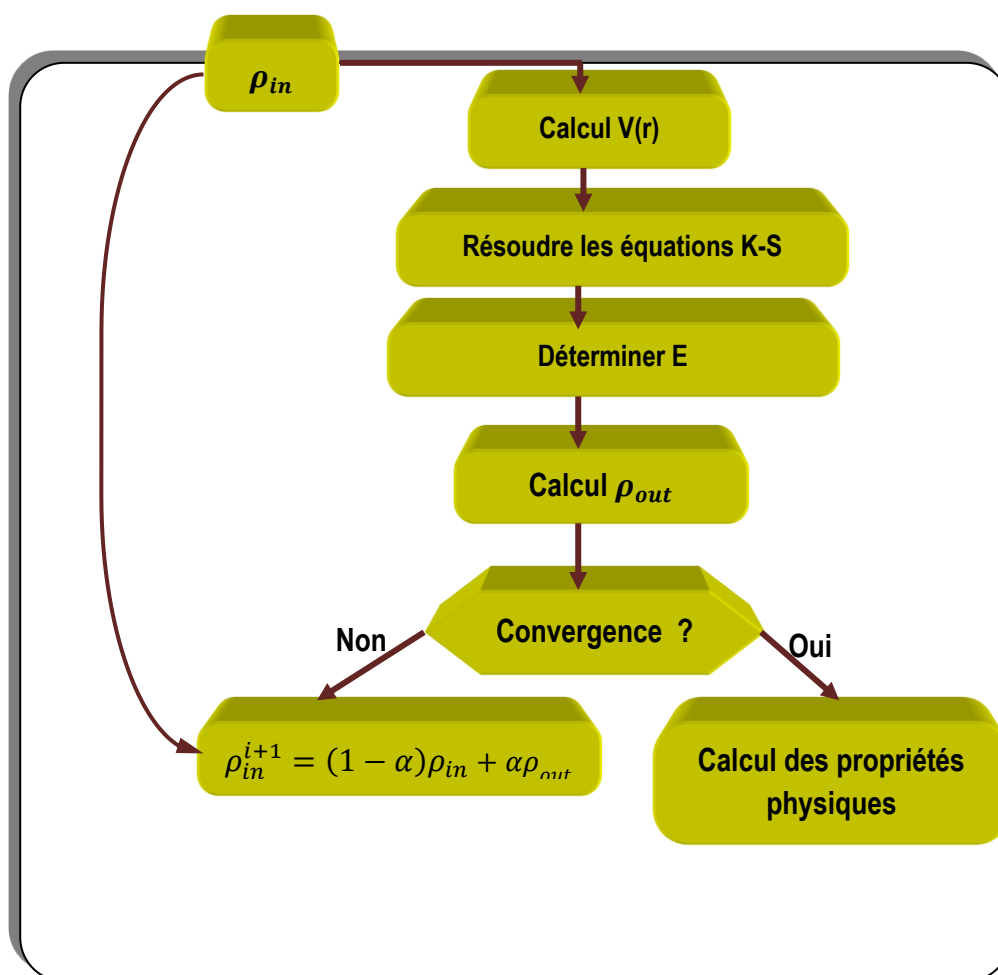 ρ_in
Calcul V(r)
Résoudre les équations K-S
Déterminer E
Calcul ρ_out
Convergence ?
Non
Oui
ρ_in^{i+1} = (1 − α)ρ_in + αρ_out
Calcul des propriétés
physiques